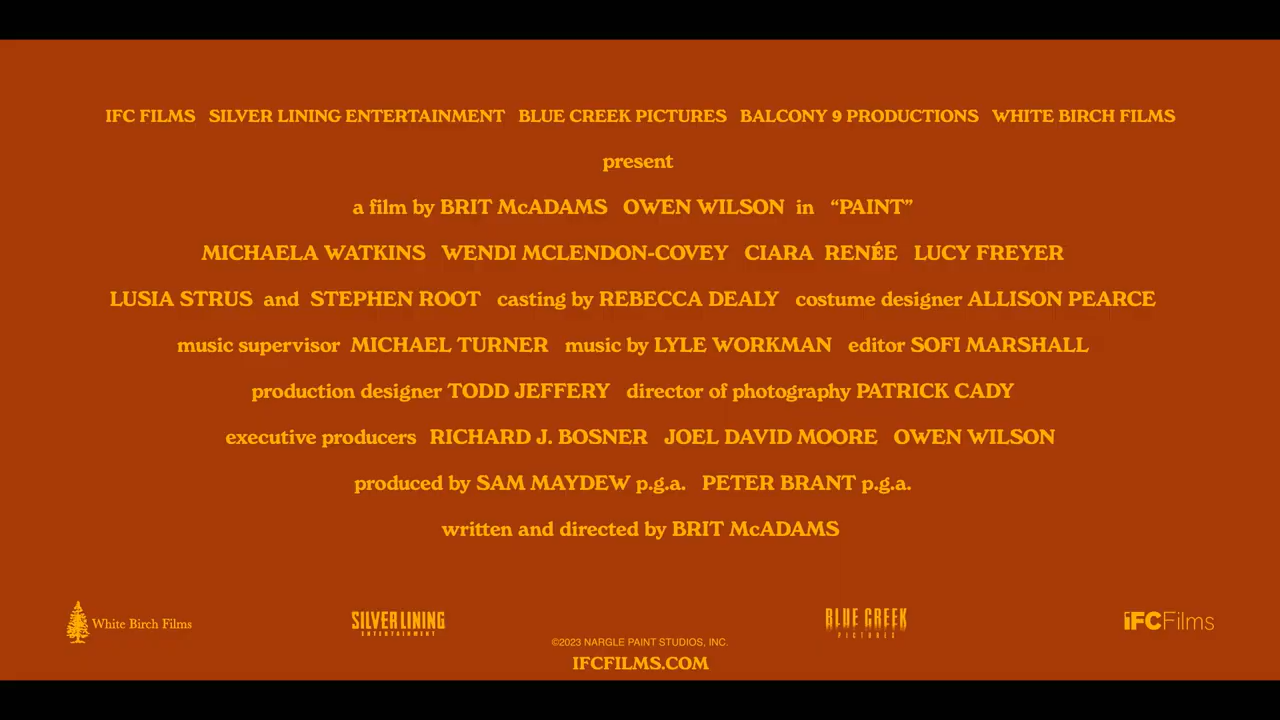 IFC FILMS SILVER LINING ENTERTAINMENT BLUE CREEK PICTURES BALCONY 9 PRODUCTIONS WHITE BIRCH FILMS
present
a film by BRIT McADAMS OWEN WILSON in “PAINT”
MICHAELA WATKINS WENDI MCLENDON-COVEY CIARA RENÉE LUCY FREYER
LUSIA STRUS and STEPHEN ROOT casting by REBECCA DEALY costume designer ALLISON PEARCE
music supervisor MICHAEL TURNER music by LYLE WORKMAN editor SOFI MARSHALL
production designer TODD JEFFERY director of photography PATRICK CADY
executive producers RICHARD J. BOSNER JOEL DAVID MOORE OWEN WILSON
produced by SAM MAYDEW p.g.a. PETER BRANT p.g.a.
written and directed by BRIT McADAMS
White Birch Films
SILVER LINING
ENTERTAINMENT
BLUE CREEK
PICTURES
iFC Films
©2023 NARGLE PAINT STUDIOS, INC.
IFCFILMS.COM